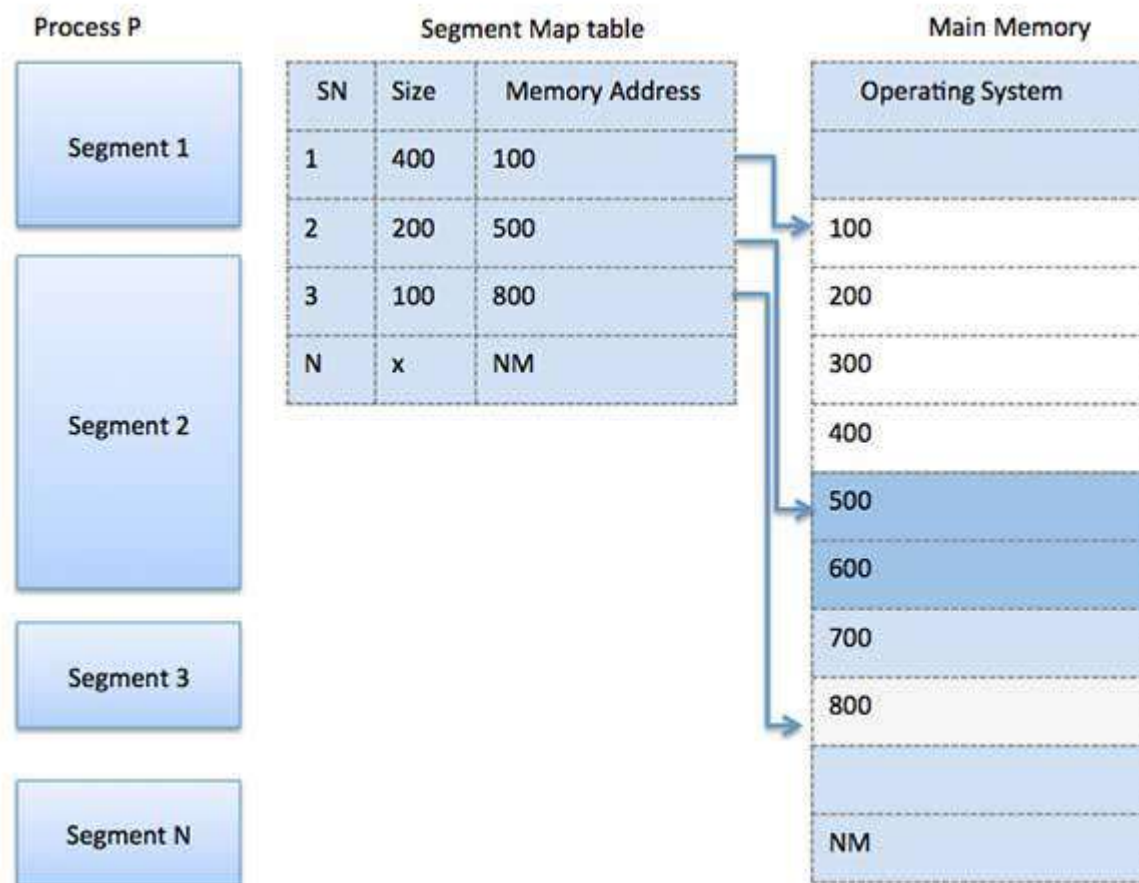 Process P
Segment 1
Segment 2
Segment 3
Segment N
Segment Map table
SN Size Memory Address
1 400 100
2 200 500
3 100 800
N x NM
Main Memory
Operating System
100
200
300
400
500
600
700
800
NM